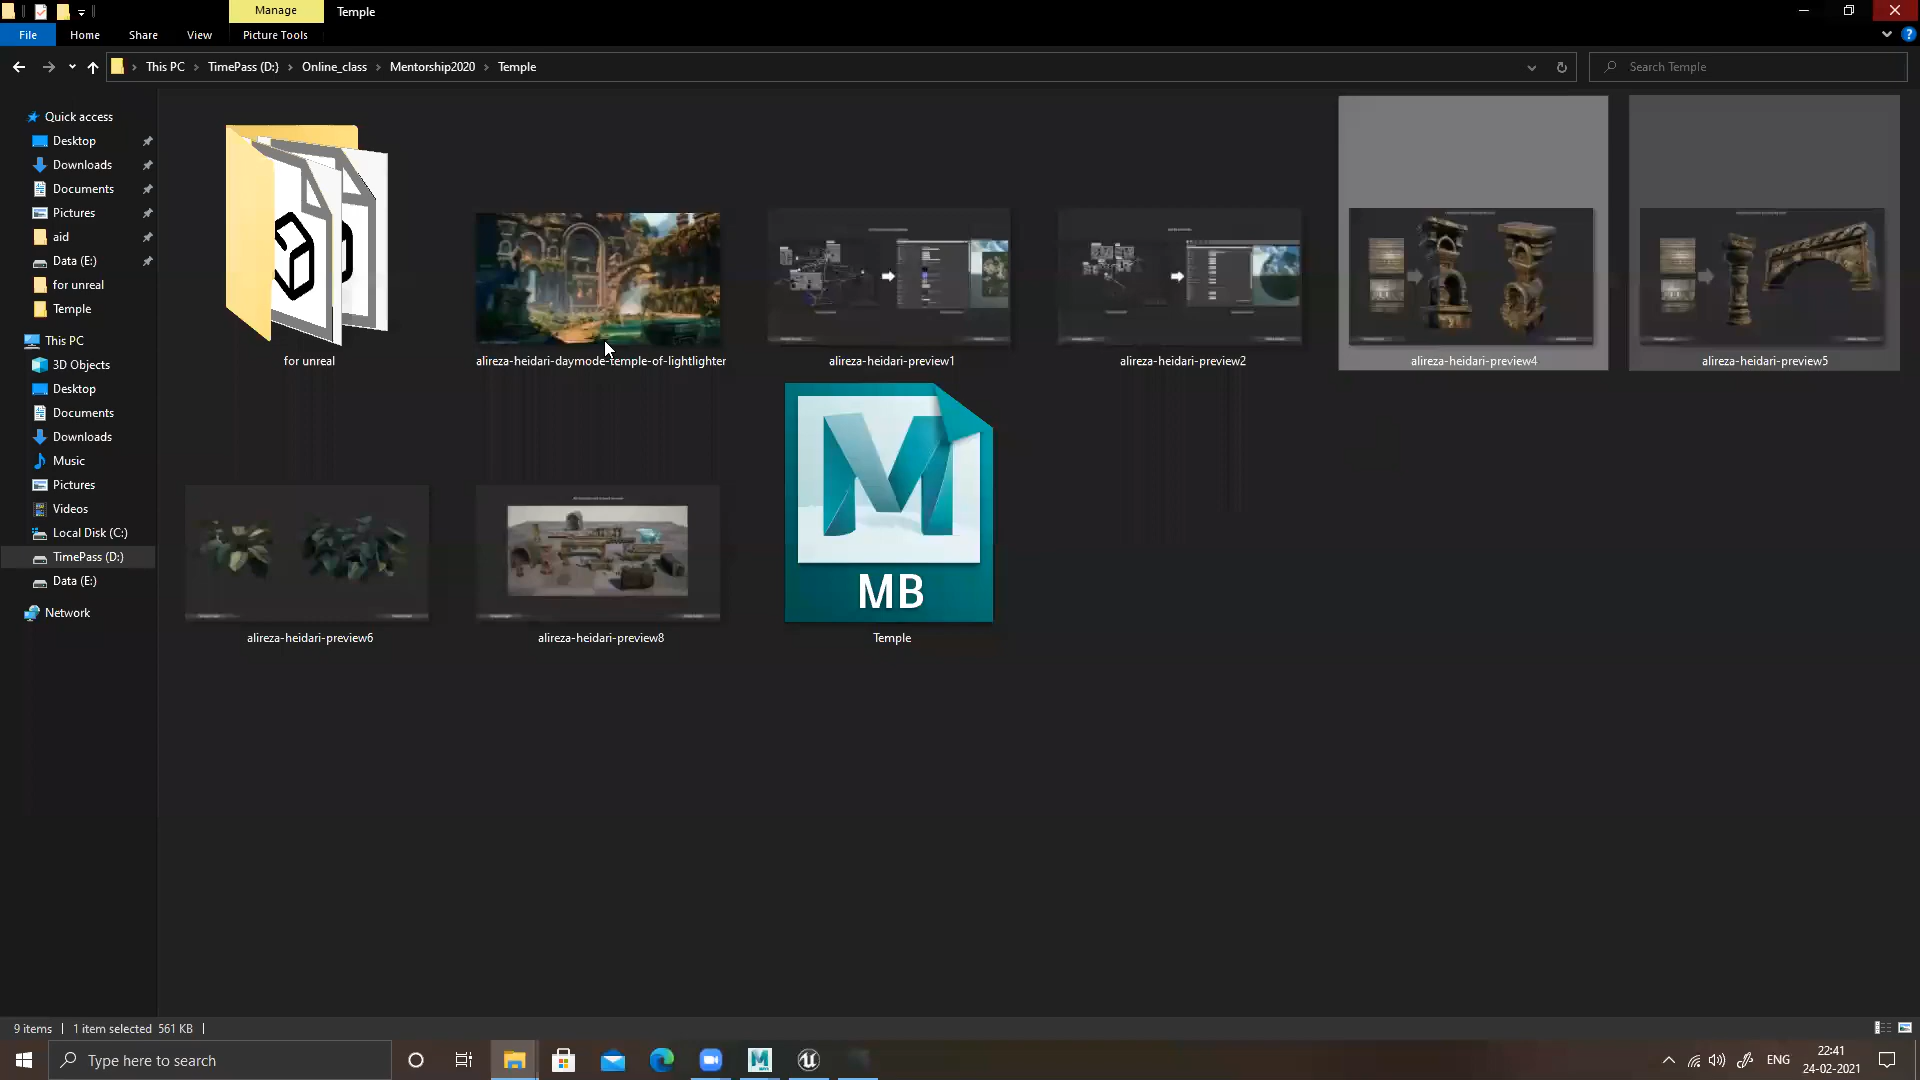 Manage
Temple
File
Home
Share
View
Picture Tools
This PC
TimePass (D:)
Online_class
Mentorship2020
Temple
Search Temple
Quick access
Desktop
Downloads
Documents
Pictures
aid
Data (E:)
for unreal
Temple
This PC
3D Objects
Desktop
Documents
Downloads
Music
Pictures
Videos
Local Disk (C:)
TimePass (D:)
Data (E:)
Network
for unreal
alireza-heidari-daymode-temple-of-lightlighter
alireza-heidari-preview1
alireza-heidari-preview2
alireza-heidari-preview4
alireza-heidari-preview5
alireza-heidari-preview6
alireza-heidari-preview8
MB
Temple
9 items
1 item selected 561 KB
Type here to search
ENG
22:41
24-02-2021